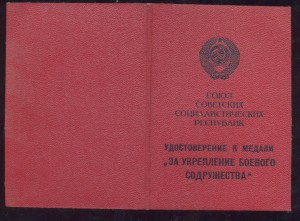 СОЮЗ
СОВЕТСКИХ
СОЦИАЛИСТИЧЕСКИХ
РЕСПУБЛИК
УДОСТОВЕРЕНИЕ К МЕДАЛИ
„ЗА УКРЕПЛЕНИЕ БОЕВОГО
СОДРУЖЕСТВА“